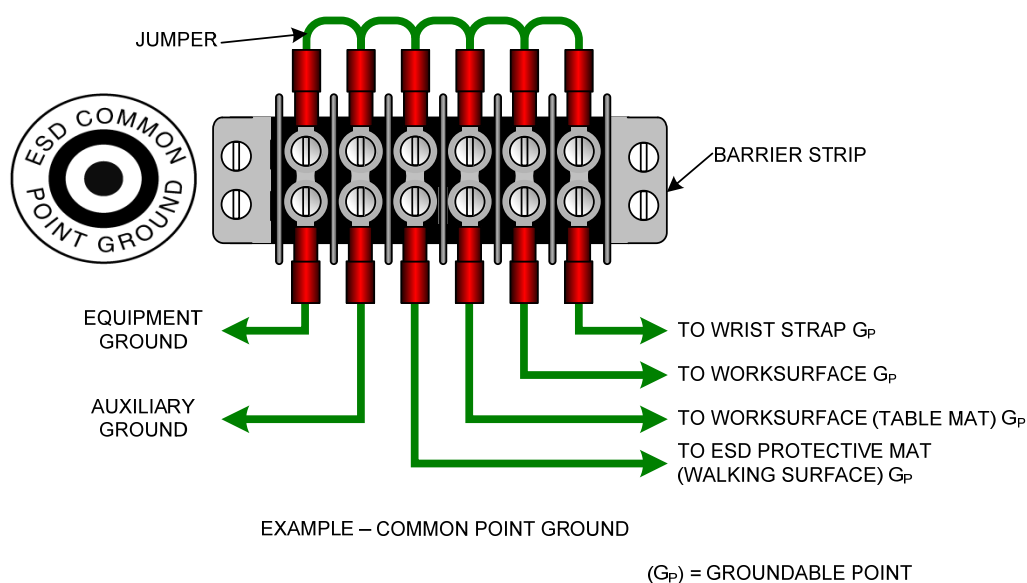 JUMPER
ESD COMMON
POINT GROUND
BARRIER STRIP
EQUIPMENT
GROUND
AUXILIARY
GROUND
TO WRIST STRAP GP
TO WORKSURFACE GP
TO WORKSURFACE (TABLE MAT) GP
TO ESD PROTECTIVE MAT
(WALKING SURFACE) GP
EXAMPLE – COMMON POINT GROUND
(GP) = GROUNDABLE POINT